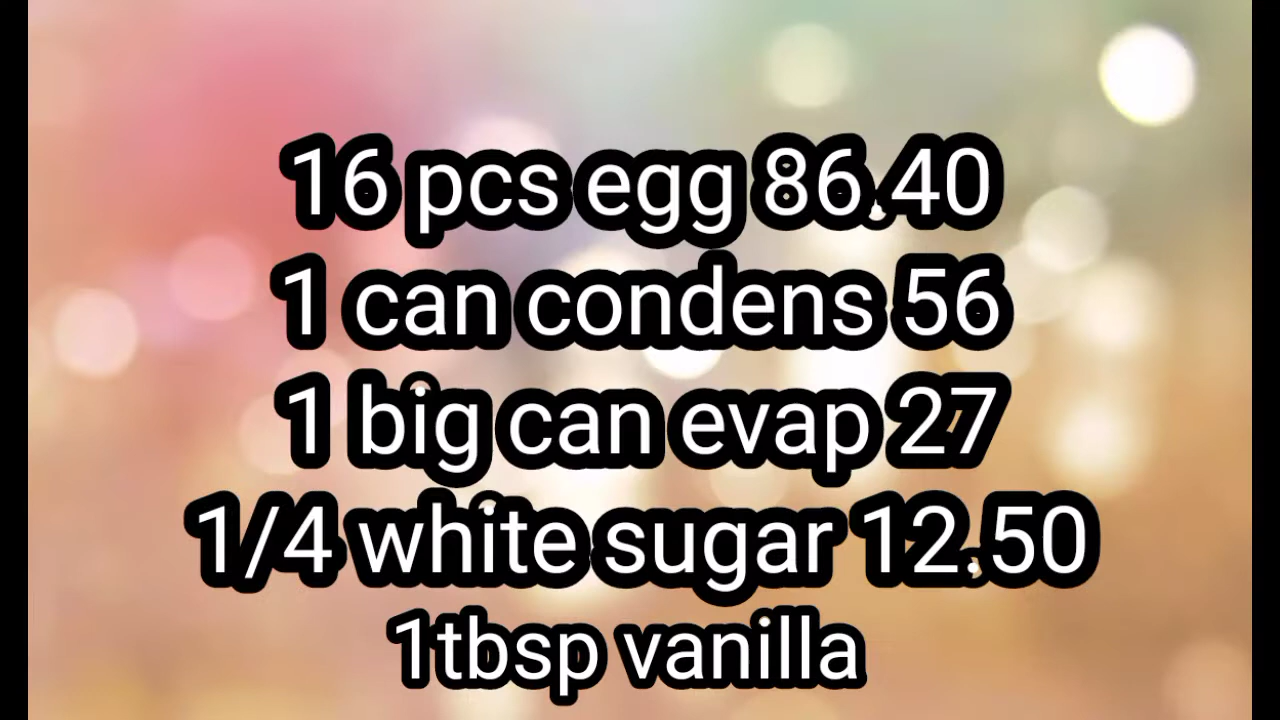 16 pcs egg 86.40
1 can condens 56
1 big can evap 27
1/4 white sugar 12.50
1tbsp vanilla